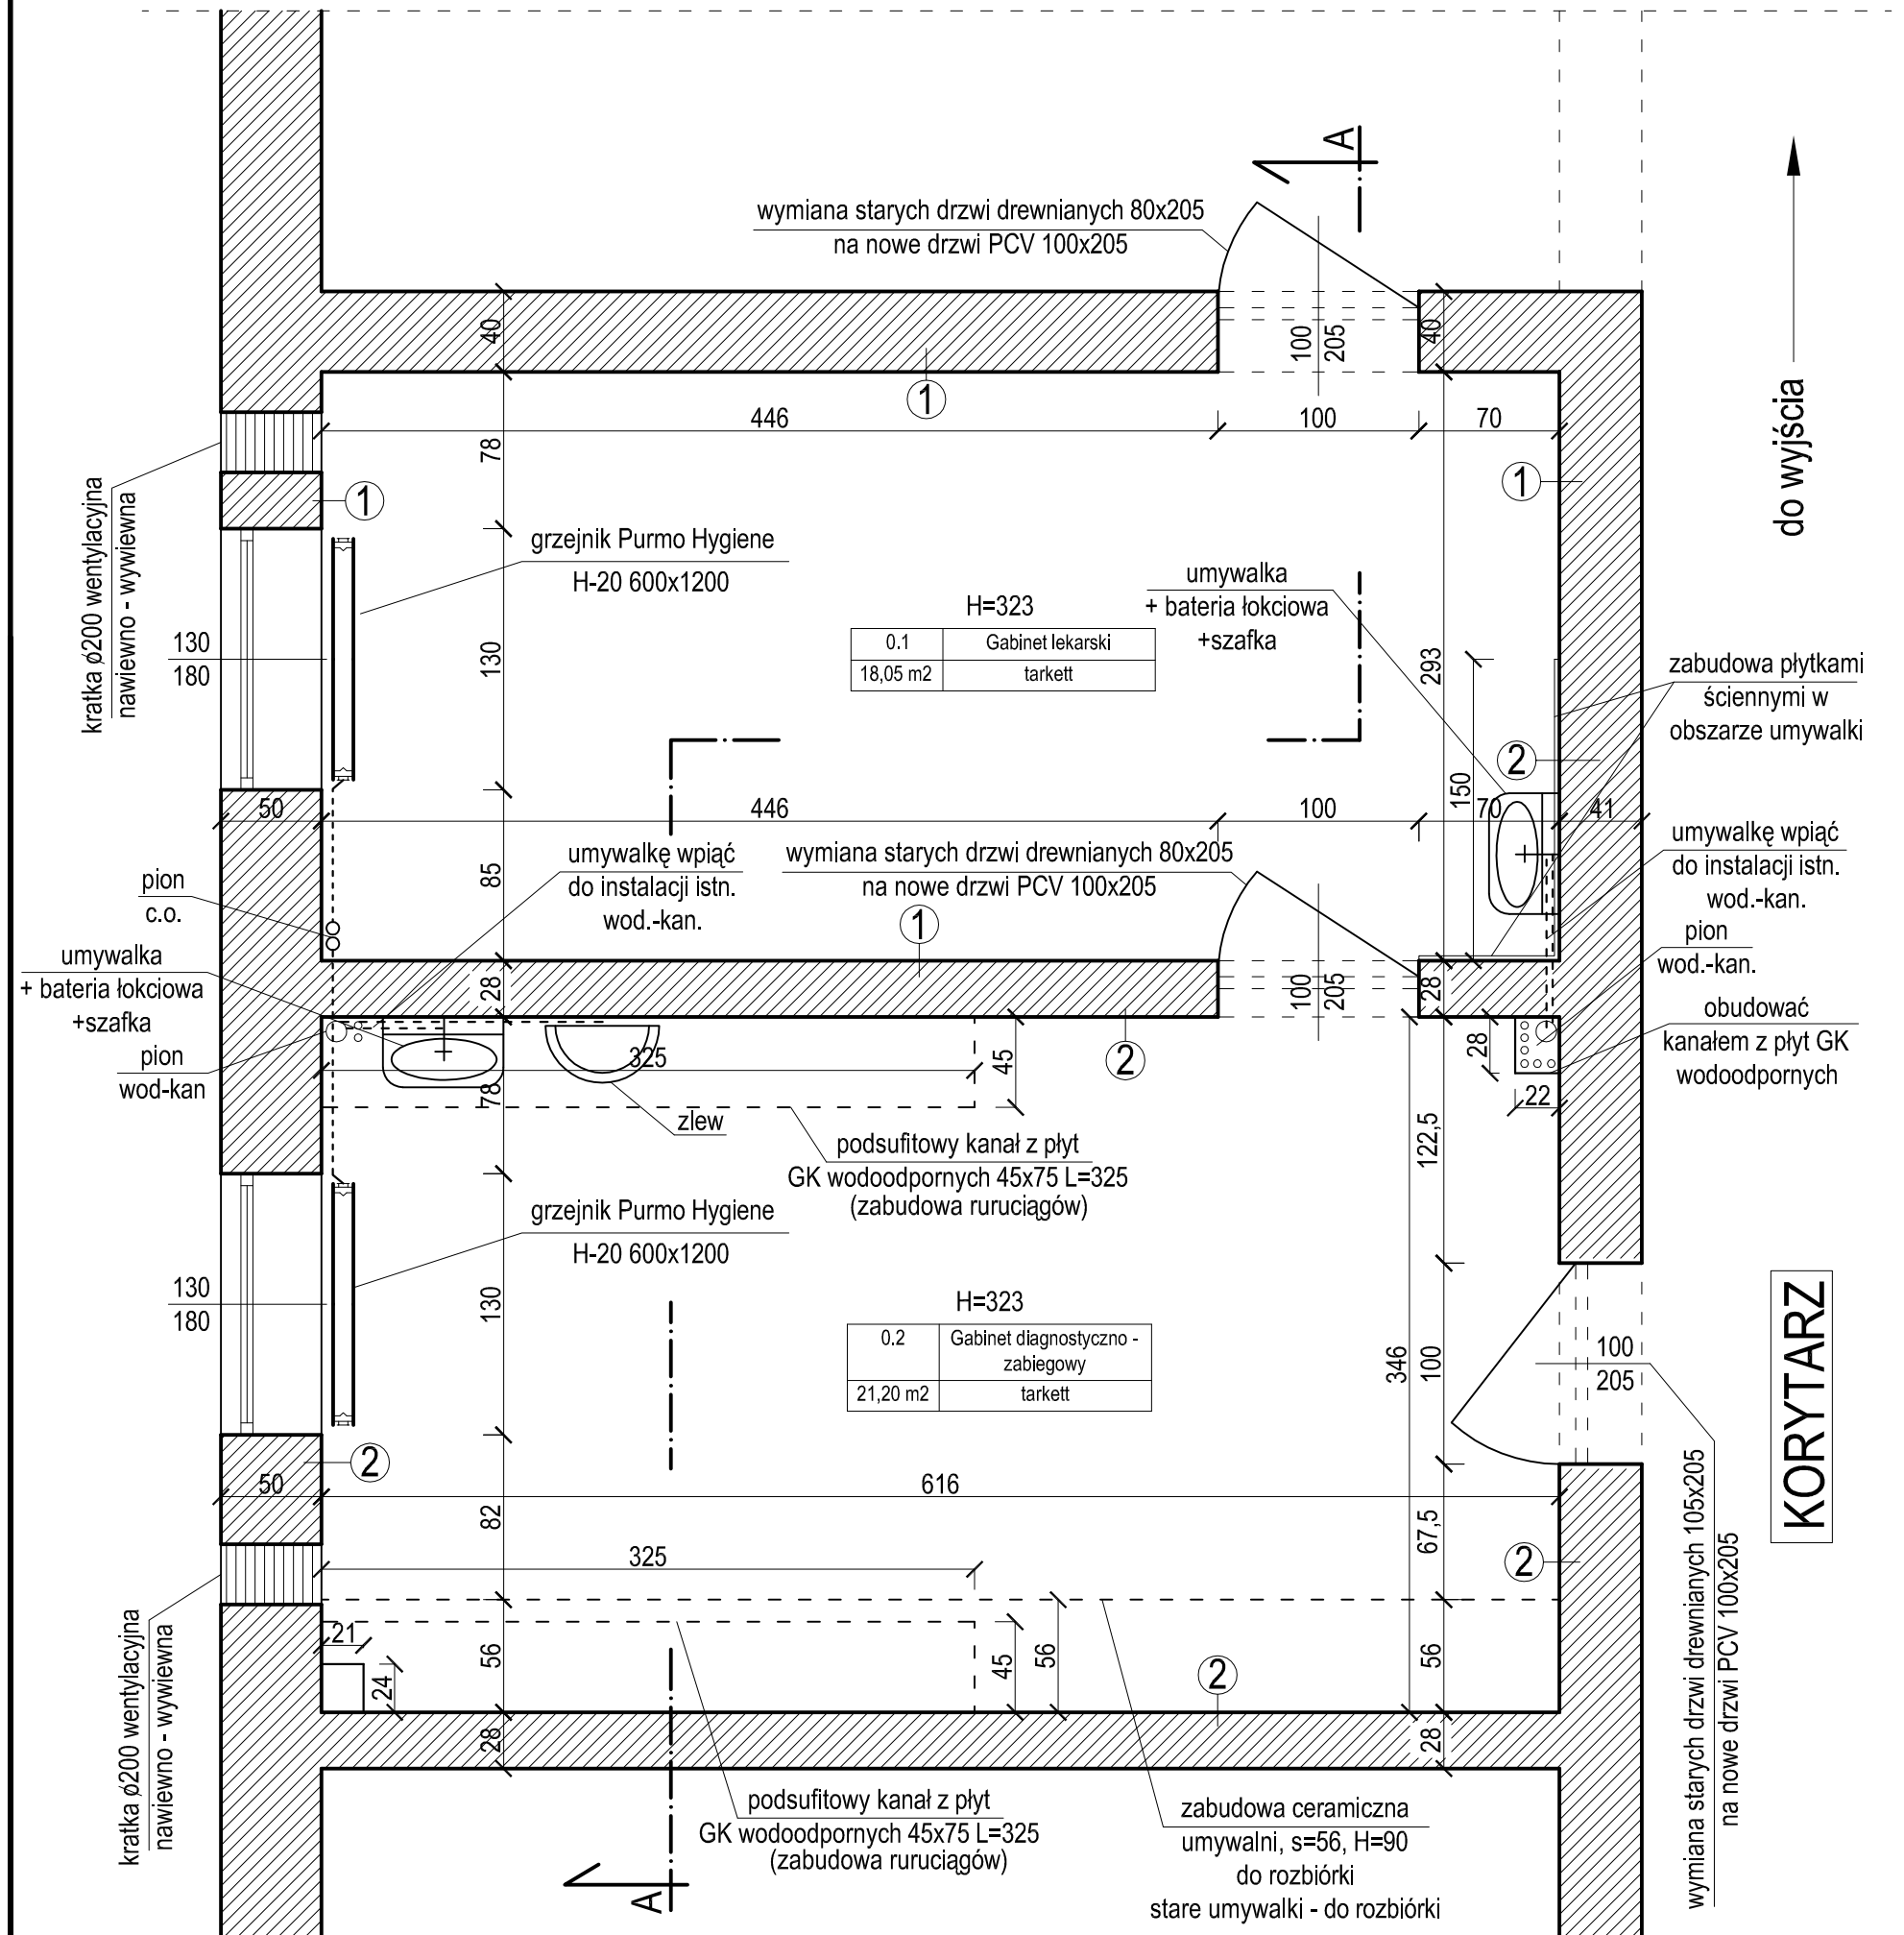 A
wymiana starych drzwi drewnianych 80x205
na nowe drzwi PCV 100x205
do wyjścia
40
100
205
40
1
446
100
70
78
1
1
kratka ø200 wentylacyjna
nawiewno - wywiewna
grzejnik Purmo Hygiene
H-20 600x1200
130
180
130
H=323
0.1 Gabinet lekarski
18,05 m2 tarkett
umywalka
+ bateria łokciowa
+szafka
293
zabudowa płytkami
ściennymi w
obszarze umywalki
2
150
50
446
100
70
41
85
umywalkę wpiąć
do instalacji istn.
wod.-kan.
wymiana starych drzwi drewnianych 80x205
na nowe drzwi PCV 100x205
1
umywalkę wpiąć
do instalacji istn.
wod.-kan.
pion
c.o.
pion
wod.-kan.
umywalka
+ bateria łokciowa
+szafka
28
100
205
28
pion
wod-kan
obudować
kanałem z płyt GK
wodoodpornych
325
45
2
28
22
78
zlew
podsufitowy kanał z płyt
GK wodoodpornych 45x75 L=325
(zabudowa ruruciągów)
122,5
grzejnik Purmo Hygiene
H-20 600x1200
130
180
130
H=323
0.2 Gabinet diagnostyczno -
zabiegowy
21,20 m2 tarkett
346
100
100
205
KORYTARZ
2
50
616
82
67,5
325
2
kratka ø200 wentylacyjna
nawiewno - wywiewna
21
24
56
45
56
2
56
28
28
wymiana starych drzwi drewnianych 105x205
na nowe drzwi PCV 100x205
podsufitowy kanał z płyt
GK wodoodpornych 45x75 L=325
(zabudowa ruruciągów)
zabudowa ceramiczna
umywalni, s=56, H=90
do rozbiórki
stare umywalki - do rozbiórki
A